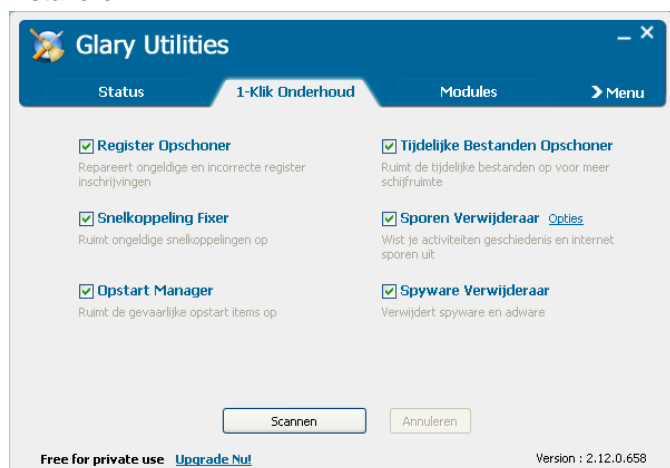 Glary Utilities
Status
1-Klik Onderhoud
Modules
Menu
Register Opschoner
Repareert ongeldige en incorrecte register
inschrijvingen
Tijdelijke Bestanden Opschoner
Ruimt de tijdelijke bestanden op voor meer
schijfruimte
Snelkoppeling Fixer
Ruimt ongeldige snelkoppelingen op
Sporen Verwijderaar Opties
Wist je activiteiten geschiedenis en internet
sporen uit
Opstart Manager
Ruimt de gevaarlijke opstart items op
Spyware Verwijderaar
Verwijdert spyware en adware
Scannen
Annuleren
Free for private use Upgrade Nu!
Version : 2.12.0.658